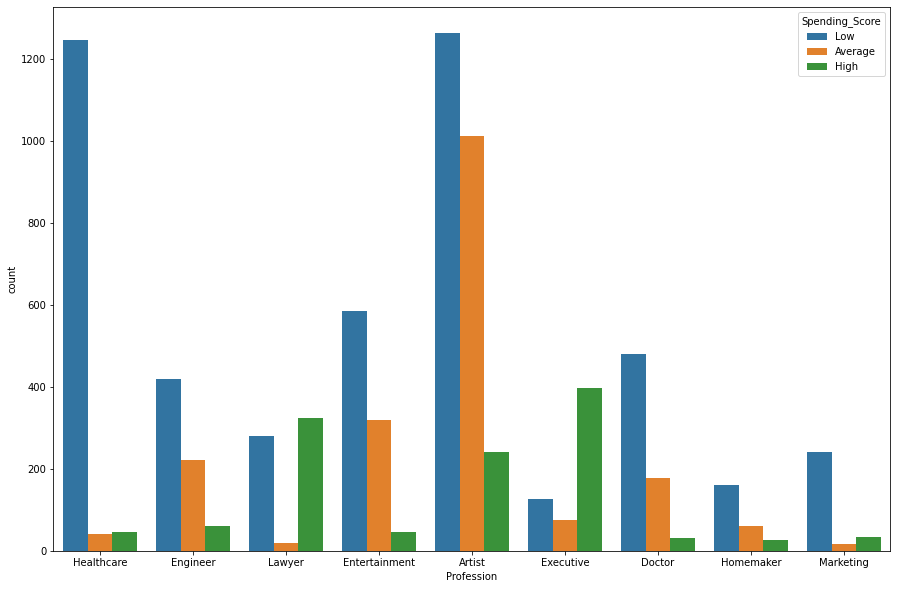 Spending_Score
Low
Average
High
1200
1000
800
600
400
200
0
count
Healthcare Engineer Lawyer Entertainment Artist Executive Doctor Homemaker Marketing
Profession